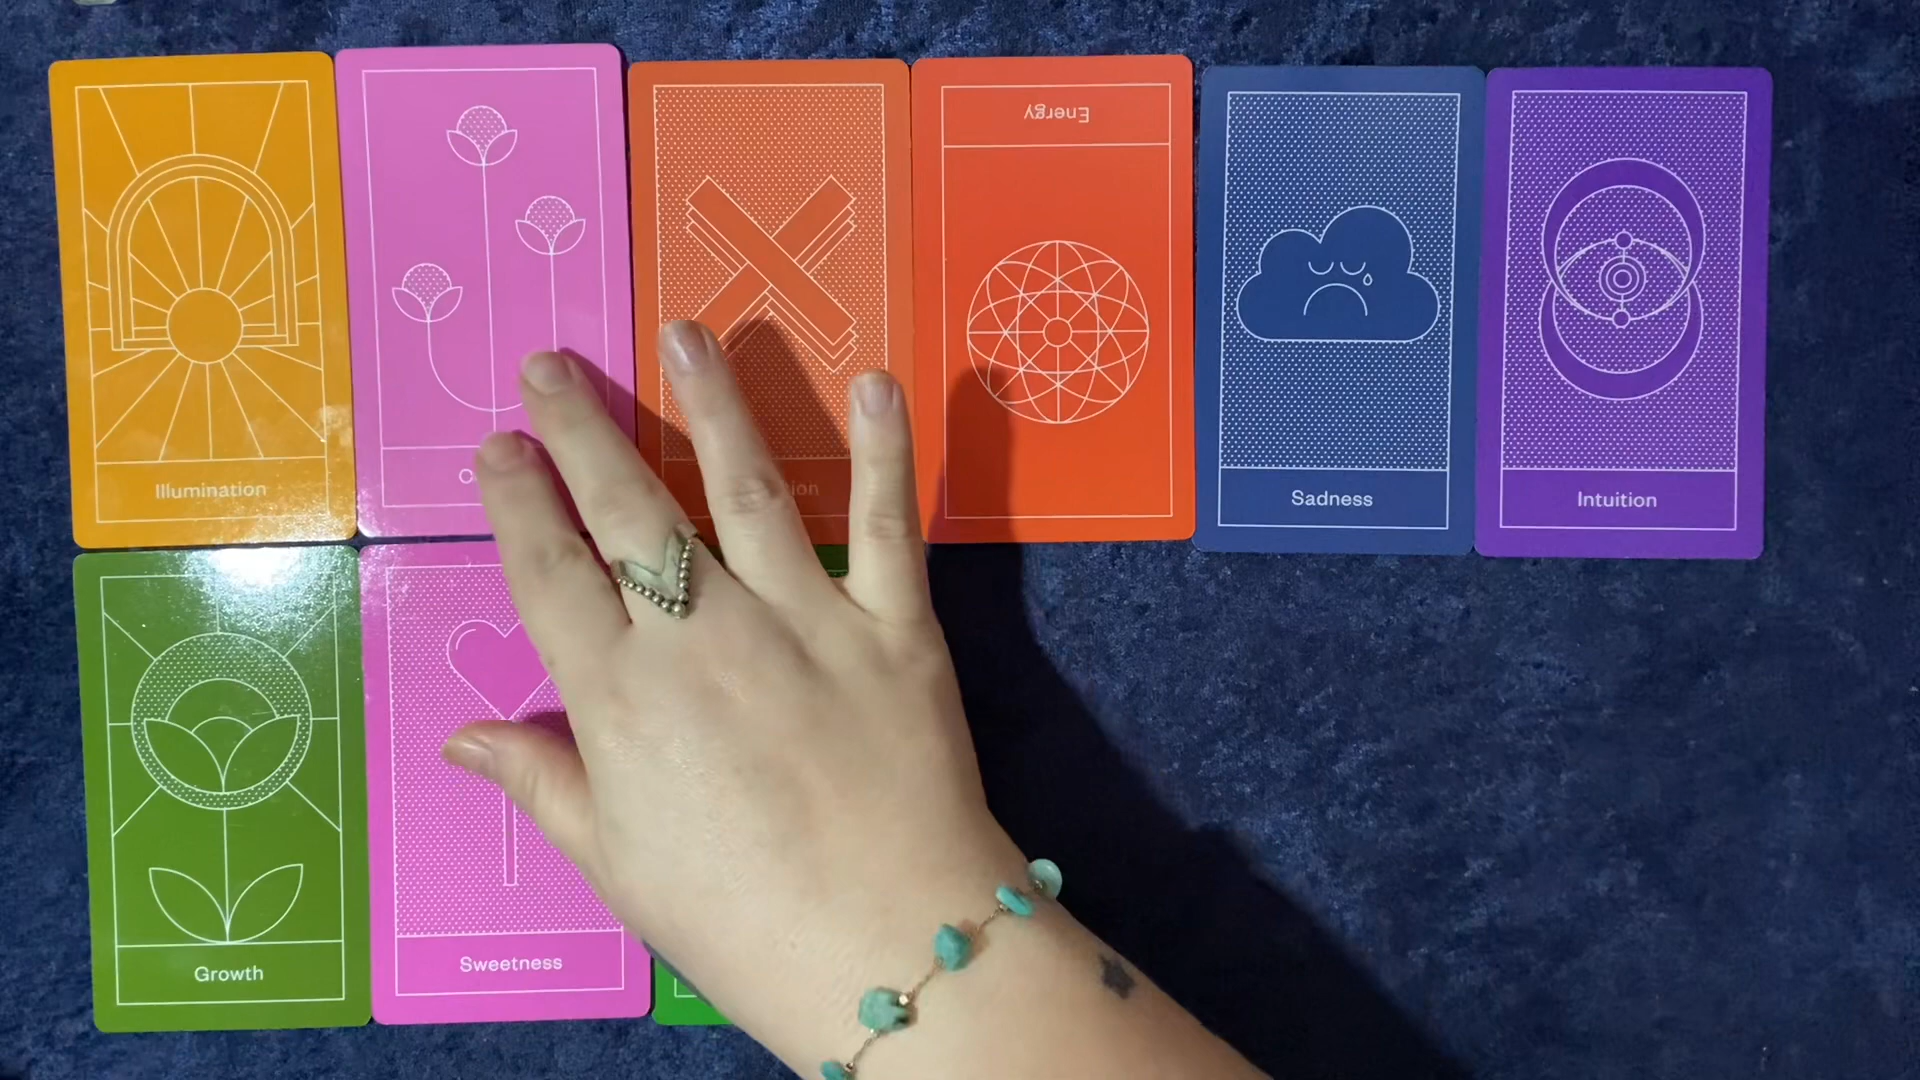 Illumination
Energy
Sadness
Intuition
Growth
Sweetness